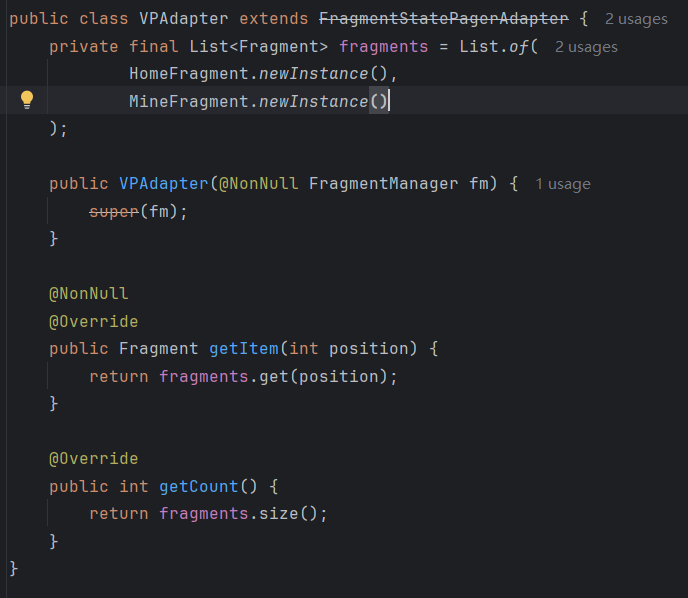 public class VPAdapter extends FragmentStatePagerAdapter { 2 usages
    private final List<Fragment> fragments = List.of( 2 usages
            HomeFragment.newInstance(),
            MineFragment.newInstance()
    );
    public VPAdapter(@NonNull FragmentManager fm) { 1 usage
        super(fm);
    }
    @NonNull
    @Override
    public Fragment getItem(int position) {
        return fragments.get(position);
    }
    @Override
    public int getCount() {
        return fragments.size();
    }
}